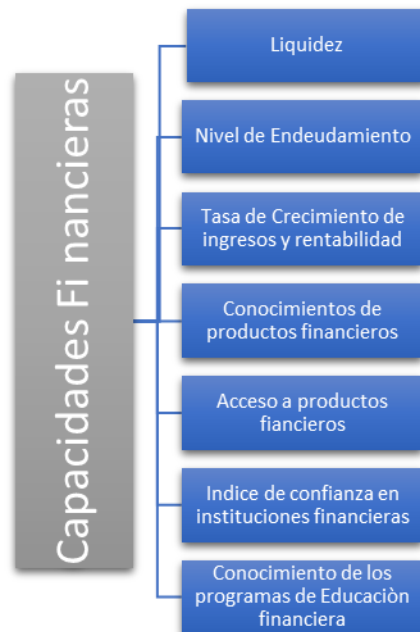 Capacidades Fi nancieras
Liquidez
Nivel de Endeudamiento
Tasa de Crecimiento de
ingresos y rentabilidad
Conocimientos de
productos financieros
Acceso a productos
fiancieros
Indice de confianza en
instituciones financieras
Conocimiento de los
programas de Educaciòn
financiera